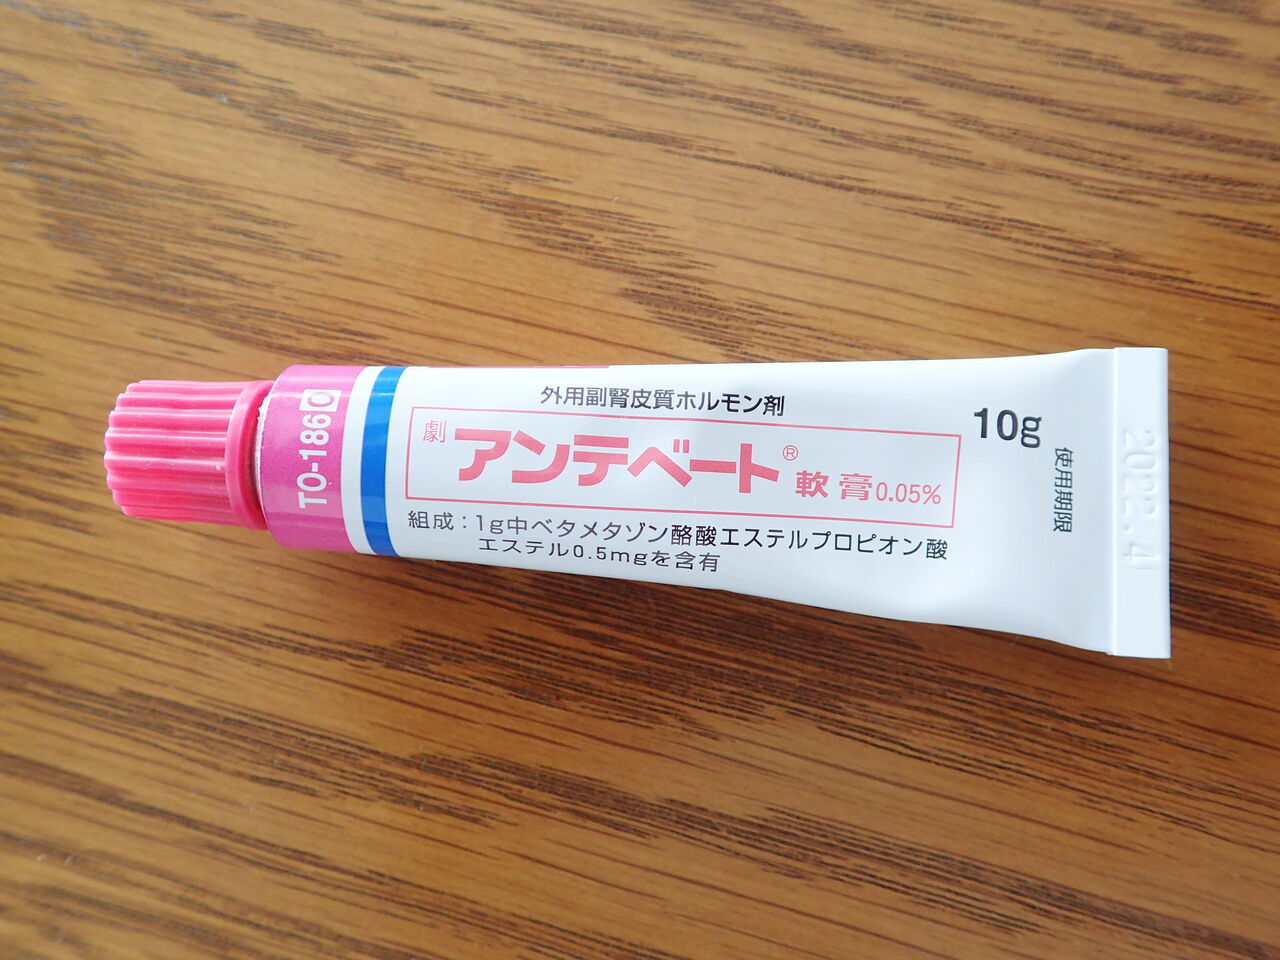 TO-186 O
外用副腎皮質ホルモン剤
劇 アンテベート® 軟膏0.05%
組成：1g中ベタメタゾン酪酸エステルプロピオン酸
エステル0.5mgを含有
10g
使用期限
2022.4